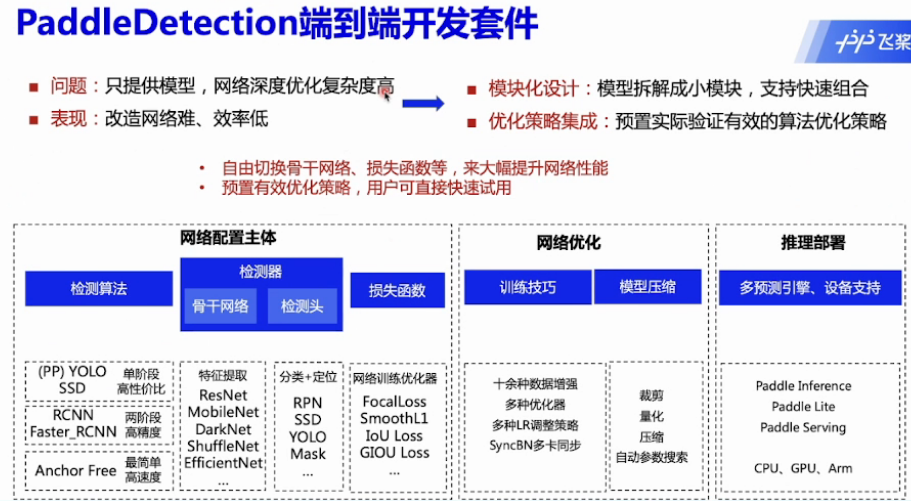 PaddleDetection端到端开发套件
飞桨
■ 问题：只提供模型，网络深度优化复杂度高
■ 表现：改造网络难、效率低
■ 模块化设计：模型拆解成小模块，支持快速组合
■ 优化策略集成：预置实际验证有效的算法优化策略
• 自由切换骨干网络、损失函数等，来大幅提升网络性能
• 预置有效优化策略，用户可直接快速试用
网络配置主体
检测算法
检测器
骨干网络
检测头
损失函数
(PP) YOLO
SSD
单阶段
高性价比
RCNN
Faster_RCNN
两阶段
高精度
Anchor Free
最简单
高速度
特征提取
ResNet
MobileNet
DarkNet
ShuffleNet
EfficientNet
...
分类+定位
RPN
SSD
YOLO
Mask
...
网络训练优化器
FocalLoss
SmoothL1
IoU Loss
GIOU Loss
...
网络优化
训练技巧
模型压缩
十余种数据增强
多种优化器
多种LR调整策略
SyncBN多卡同步
裁剪
量化
压缩
自动参数搜索
推理部署
多预测引擎、设备支持
Paddle Inference
Paddle Lite
Paddle Serving
CPU、GPU、Arm